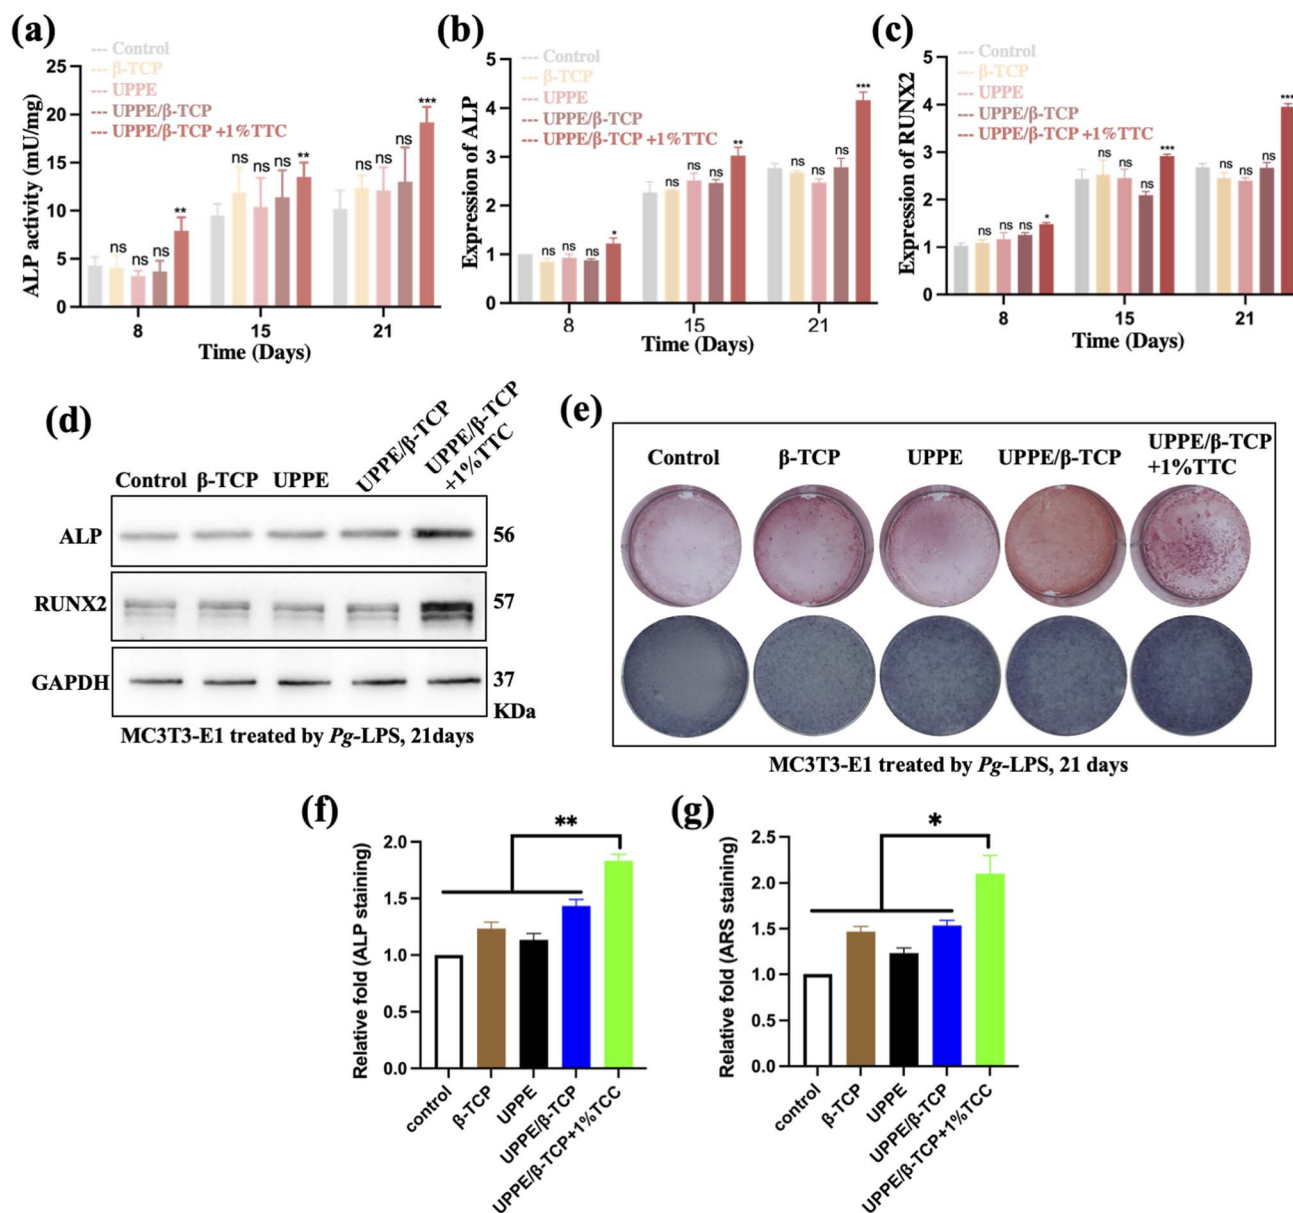 (a)
--- Control
--- β-TCP
--- UPPE
--- UPPE/β-TCP
--- UPPE/β-TCP +1%TTC
ALP activity (mU/mg)
25
20
15
10
5
0
ns
ns
ns
**
ns
ns
ns
**
ns
ns
ns
***
8
15
21
Time (Days)
(b)
--- Control
--- β-TCP
--- UPPE
--- UPPE/β-TCP
--- UPPE/β-TCP +1%TTC
Expression of ALP
5
4
3
2
1
0
ns
ns
ns
*
ns
ns
ns
**
ns
ns
ns
***
8
15
21
Time (Days)
(c)
--- Control
--- β-TCP
--- UPPE
--- UPPE/β-TCP
--- UPPE/β-TCP +1%TTC
Expression of RUNX2
5
4
3
2
1
0
ns
ns
ns
*
ns
ns
ns
***
ns
ns
ns
***
8
15
21
Time (Days)
(d)
Control
β-TCP
UPPE
UPPE/β-TCP
UPPE/β-TCP
+1%TTC
ALP
56
RUNX2
57
GAPDH
37
KDa
MC3T3-E1 treated by Pg-LPS, 21days
(e)
Control
β-TCP
UPPE
UPPE/β-TCP
UPPE/β-TCP
+1%TTC
MC3T3-E1 treated by Pg-LPS, 21 days
(f)
Relative fold (ALP staining)
2.0
1.5
1.0
0.5
0.0
**
control
β-TCP
UPPE
UPPE/β-TCP
UPPE/β-TCP+1%TCC
(g)
Relative fold (ARS staining)
2.5
2.0
1.5
1.0
0.5
0.0
*
control
β-TCP
UPPE
UPPE/β-TCP
UPPE/β-TCP+1%TCC